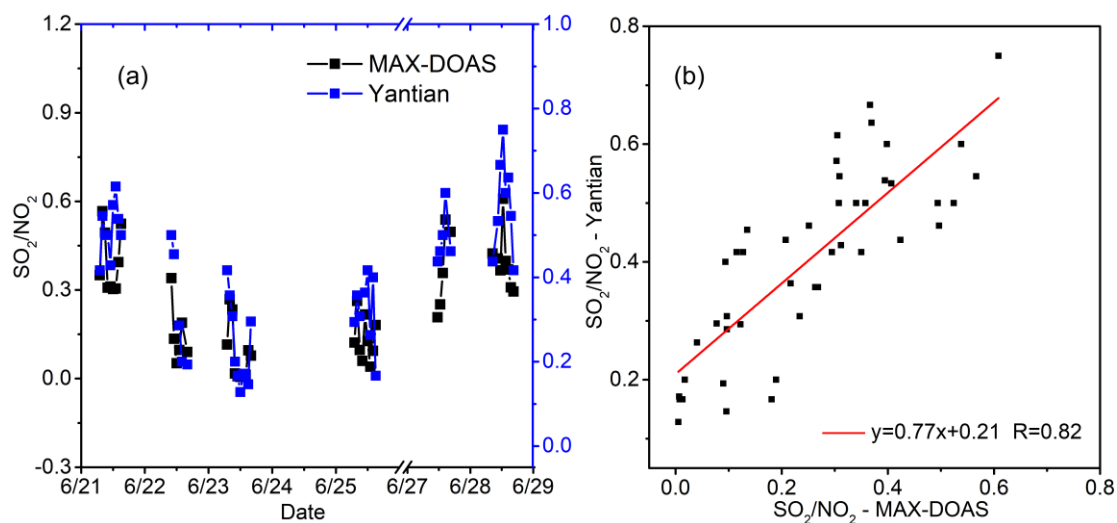 (a)
MAX-DOAS
Yantian
SO2/NO2
1.2
0.9
0.6
0.3
0.0
-0.3
1.0
0.8
0.6
0.4
0.2
0.0
6/21 6/22 6/23 6/24 6/25 6/27 6/28 6/29
Date
(b)
SO2/NO2 - Yantian
0.8
0.6
0.4
0.2
y=0.77x+0.21 R=0.82
0.0 0.2 0.4 0.6 0.8
SO2/NO2 - MAX-DOAS